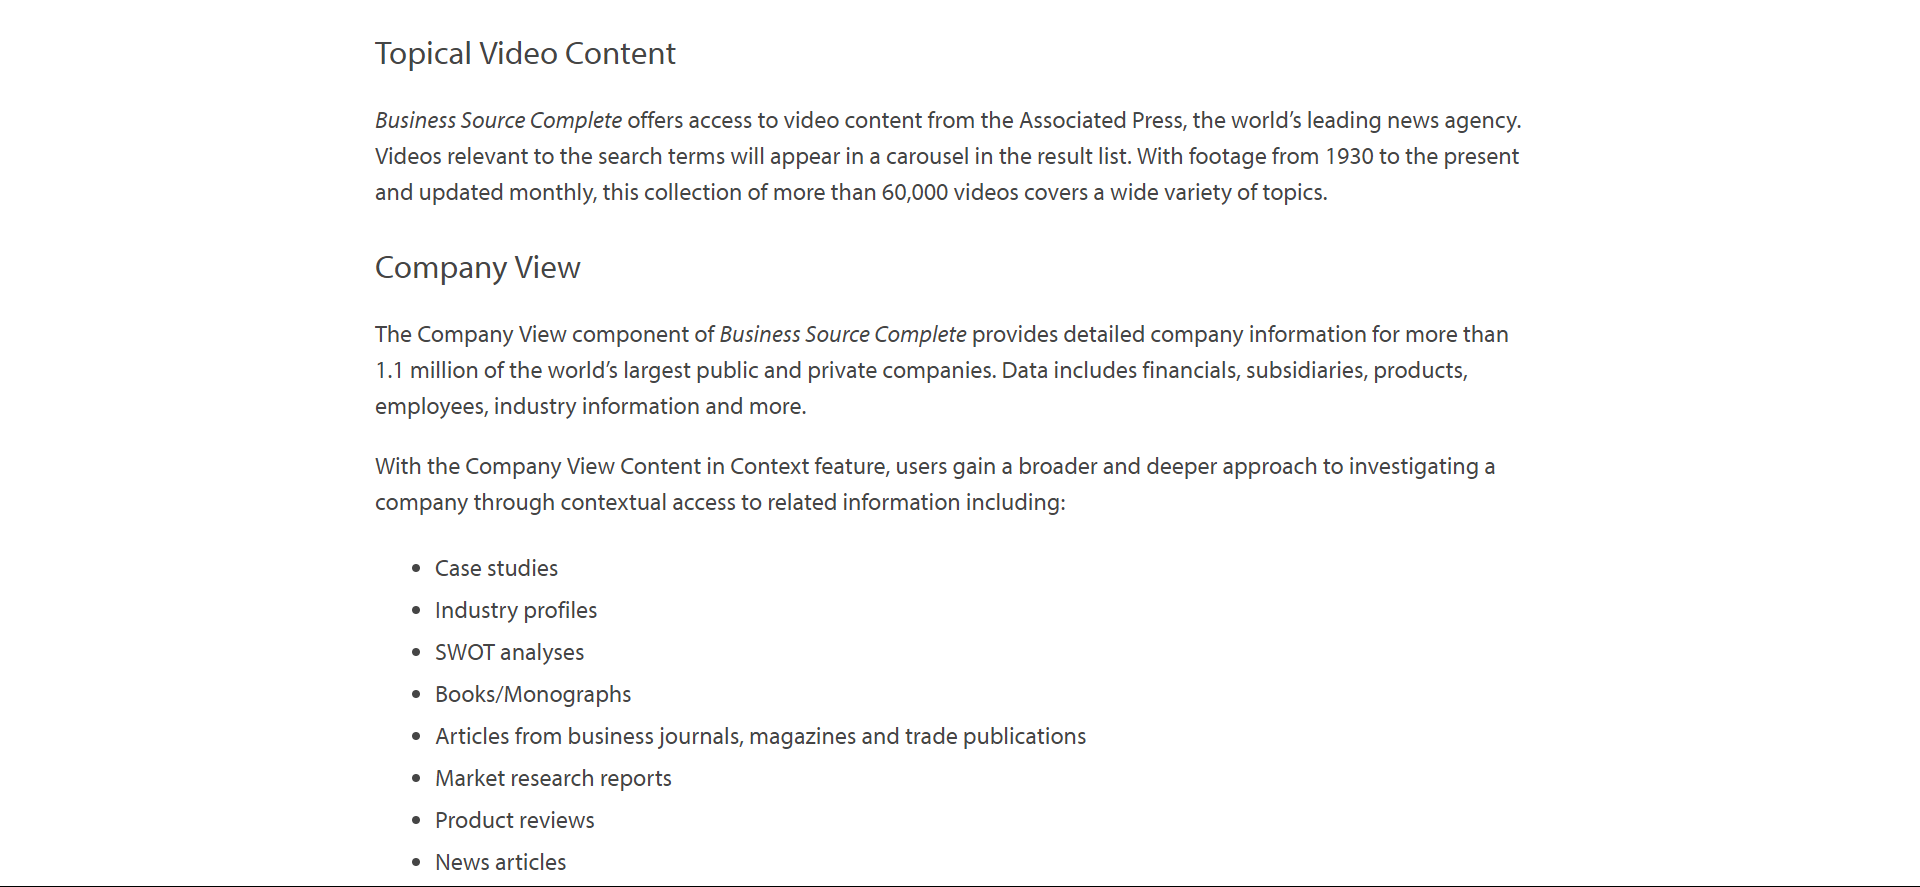 Topical Video Content
Business Source Complete offers access to video content from the Associated Press, the world’s leading news agency.
Videos relevant to the search terms will appear in a carousel in the result list. With footage from 1930 to the present
and updated monthly, this collection of more than 60,000 videos covers a wide variety of topics.
Company View
The Company View component of Business Source Complete provides detailed company information for more than
1.1 million of the world’s largest public and private companies. Data includes financials, subsidiaries, products,
employees, industry information and more.
With the Company View Content in Context feature, users gain a broader and deeper approach to investigating a
company through contextual access to related information including:
• Case studies
• Industry profiles
• SWOT analyses
• Books/Monographs
• Articles from business journals, magazines and trade publications
• Market research reports
• Product reviews
• News articles